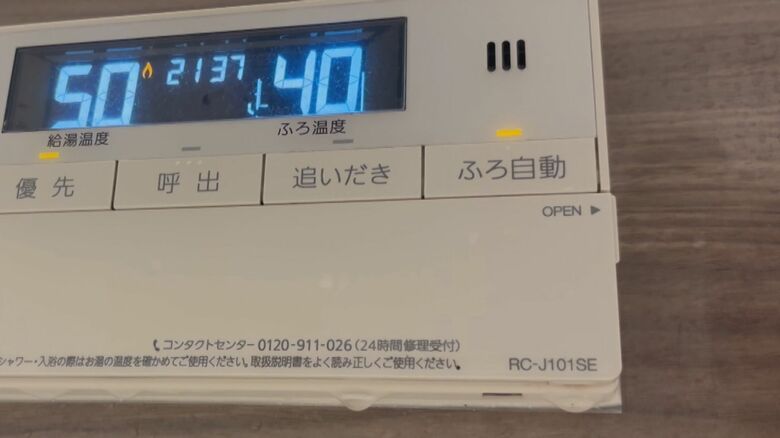 50 2137 40
給湯温度 ふろ温度
優先 呼出 追いだき ふろ自動
OPEN ▶
コンタクトセンター 0120-911-026(24時間修理受付)
シャワー・入浴の際はお湯の温度を確かめてご使用ください。取扱説明書をよく読み正しくご使用ください。
RC-J101SE